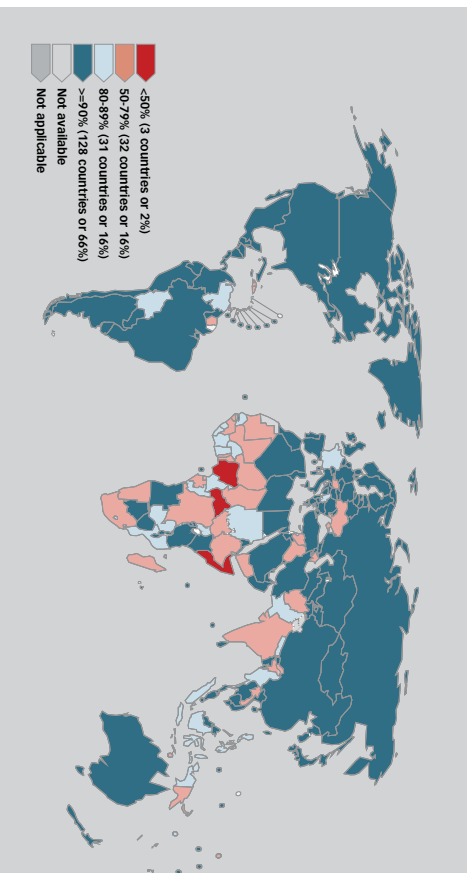 <50% (3 countries or 2%)
50-79% (32 countries or 16%)
80-89% (31 countries or 16%)
>=90% (128 countries or 66%)
Not available
Not applicable